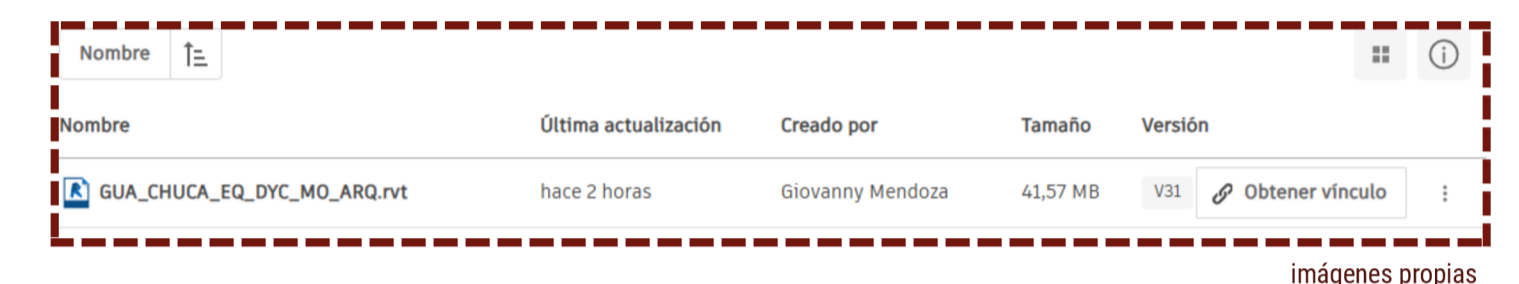 Nombre
Nombre Última actualización Creado por Tamaño Versión
GUA_CHUCA_EQ_DYC_MO_ARQ.rvt hace 2 horas Giovanny Mendoza 41,57 MB V31 Obtener vínculo
imágenes propias